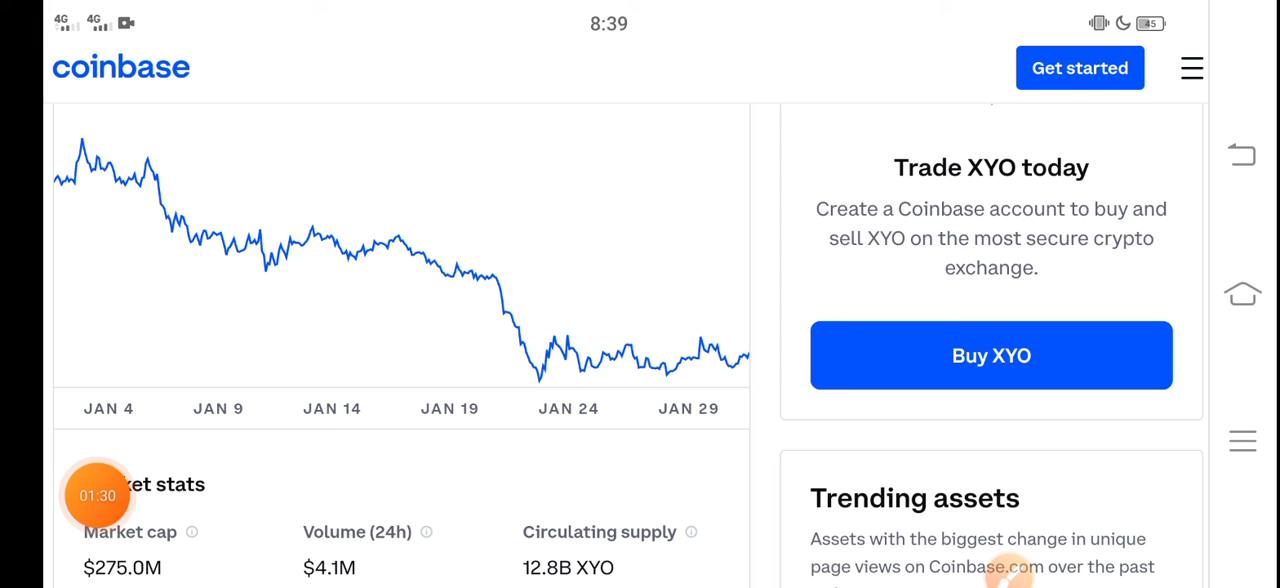 4G 4G
8:39
45
coinbase
Get started
Trade XYO today
Create a Coinbase account to buy and
sell XYO on the most secure crypto
exchange.
Buy XYO
JAN 4 JAN 9 JAN 14 JAN 19 JAN 24 JAN 29
01:30
ket stats
Market cap Volume (24h) Circulating supply
$275.0M $4.1M 12.8B XYO
Trending assets
Assets with the biggest change in unique
page views on Coinbase.com over the past